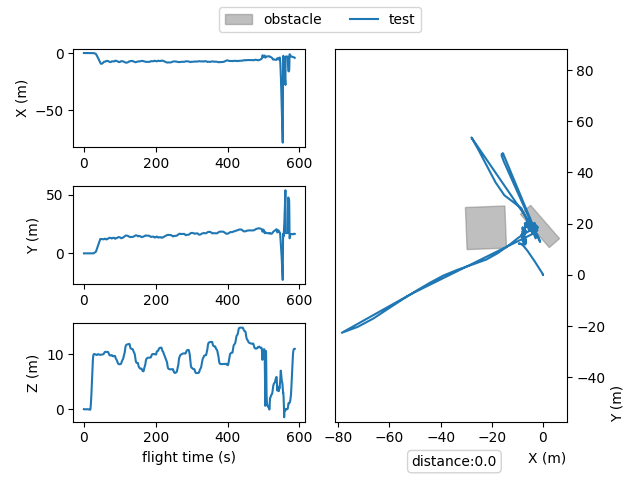 obstacle test
X (m)
0
−50
0 200 400 600
Y (m)
50
0
0 200 400 600
Z (m)
10
0
0 200 400 600
flight time (s)
80
60
40
20
0
−20
−40
Y (m)
−80 −60 −40 −20 0
X (m)
distance:0.0